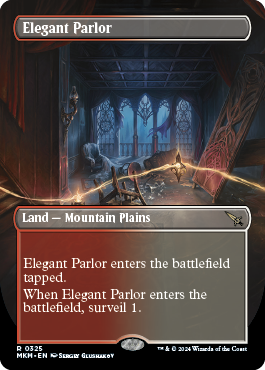 Elegant Parlor
Land — Mountain Plains
Elegant Parlor enters the battlefield
tapped.
When Elegant Parlor enters the
battlefield, surveil 1.
R 0325
MKM • EN Sergey Glushakov
™ & © 2024 Wizards of the Coast